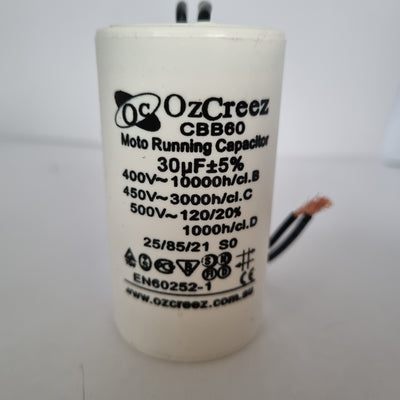 Oc OzCreez
CBB60
Moto Running Capacitor
30µF±5%
400V~10000h/cl.B
450V~3000h/cl.C
500V~120/20%
1000h/cl.D
25/85/21 S0
EN60252-1
www.ozcreez.com.au